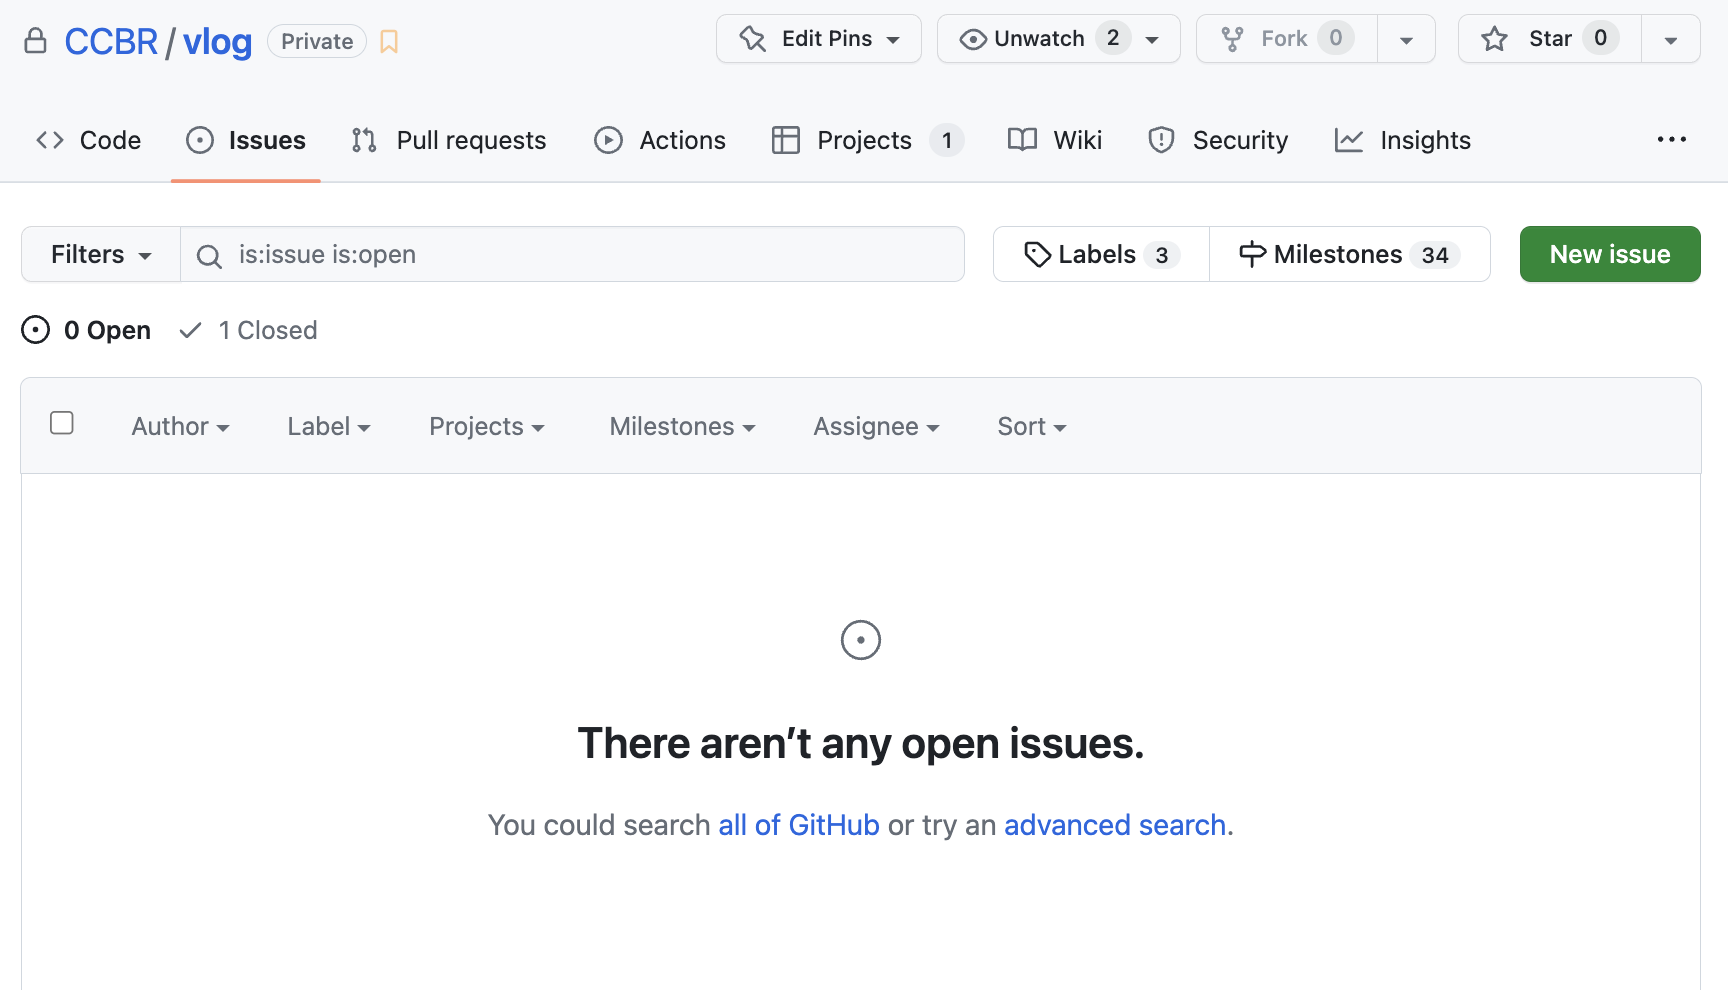 CCBR / vlog Private Edit Pins Unwatch 2 Fork 0 Star 0
Code Issues Pull requests Actions Projects 1 Wiki Security Insights
Filters is:issue is:open Labels 3 Milestones 34 New issue
0 Open 1 Closed
Author Label Projects Milestones Assignee Sort
There aren’t any open issues.
You could search all of GitHub or try an advanced search.